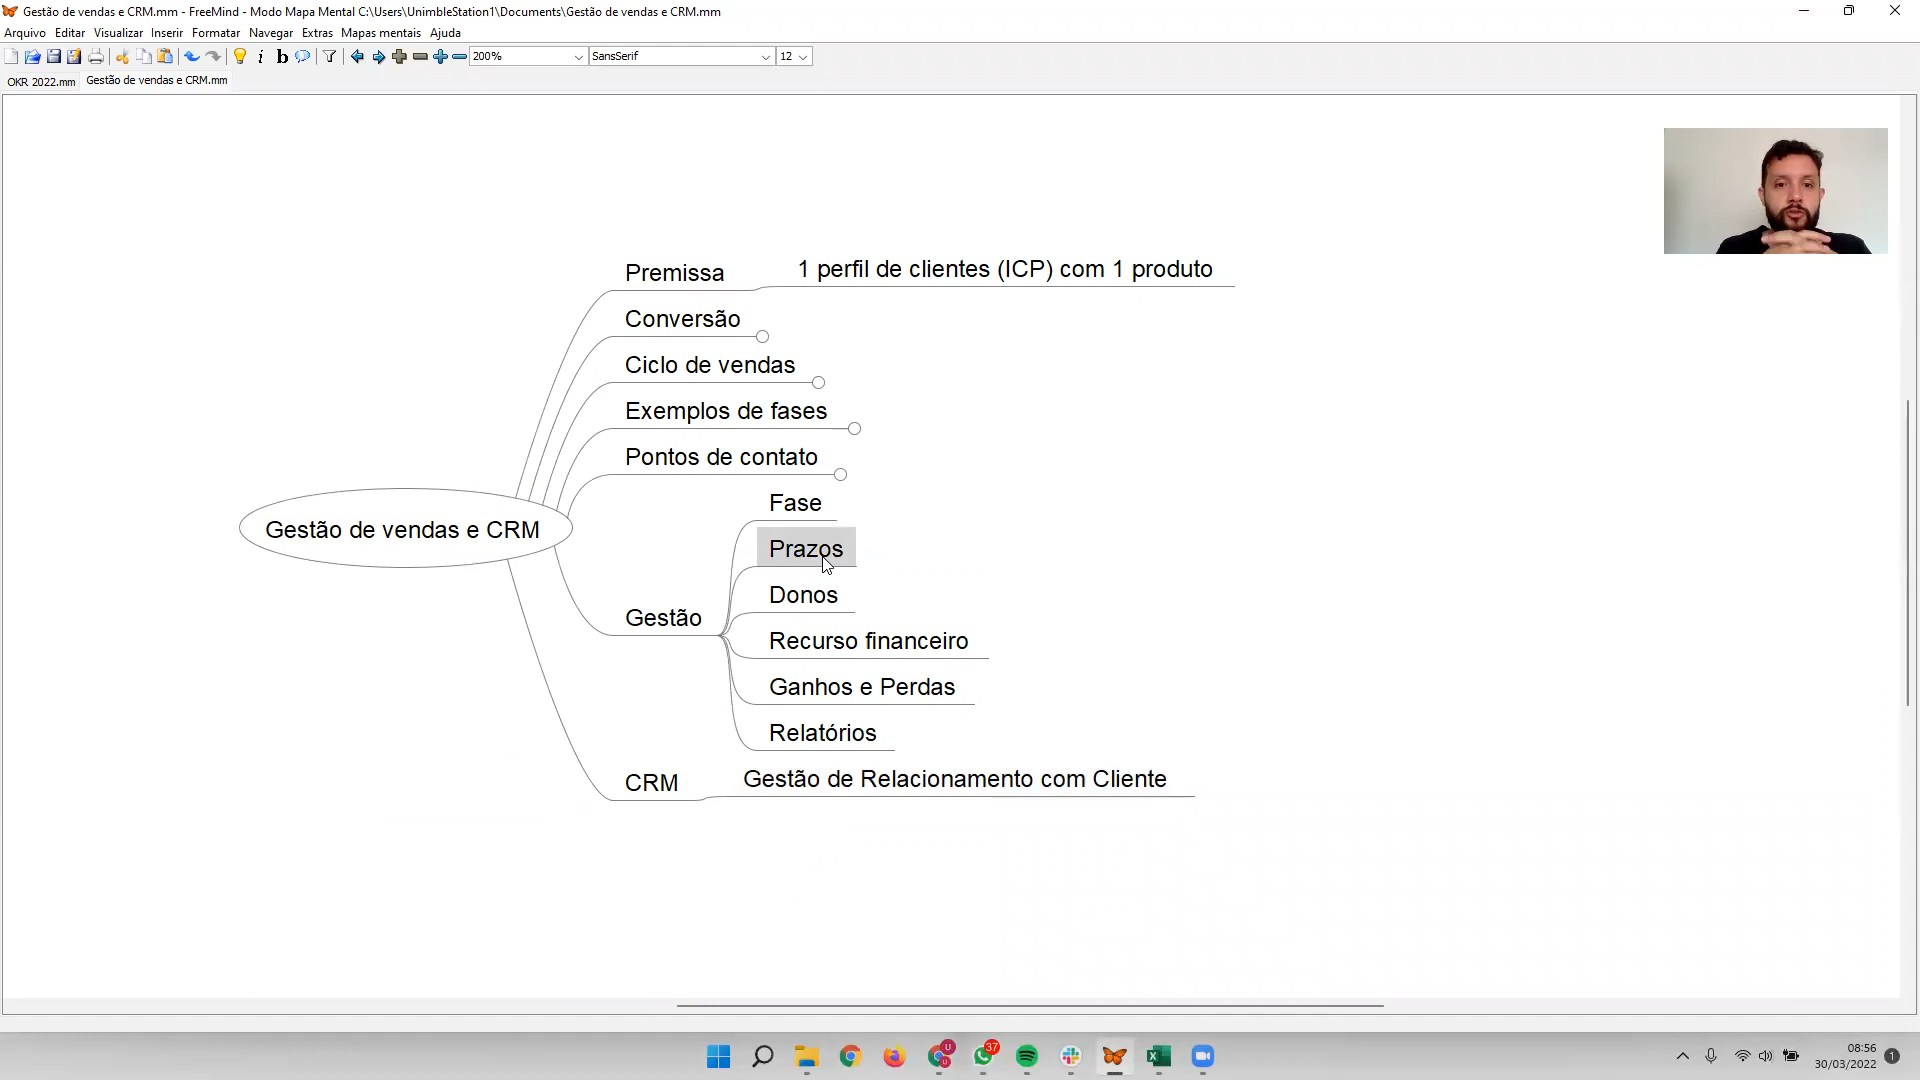 Gestão de vendas e CRM.mm - FreeMind - Modo Mapa Mental C:\Users\UnimbleStation1\Documents\Gestão de vendas e CRM.mm
Arquivo Editar Visualizar Inserir Formatar Navegar Extras Mapas mentais Ajuda
200% SansSerif 12
OKR 2022.mm Gestão de vendas e CRM.mm
Premissa 1 perfil de clientes (ICP) com 1 produto
Conversão
Ciclo de vendas
Exemplos de fases
Pontos de contato
Gestão de vendas e CRM
Gestão
Fase
Prazos
Donos
Recurso financeiro
Ganhos e Perdas
Relatórios
CRM Gestão de Relacionamento com Cliente
37
08:56
30/03/2022
1